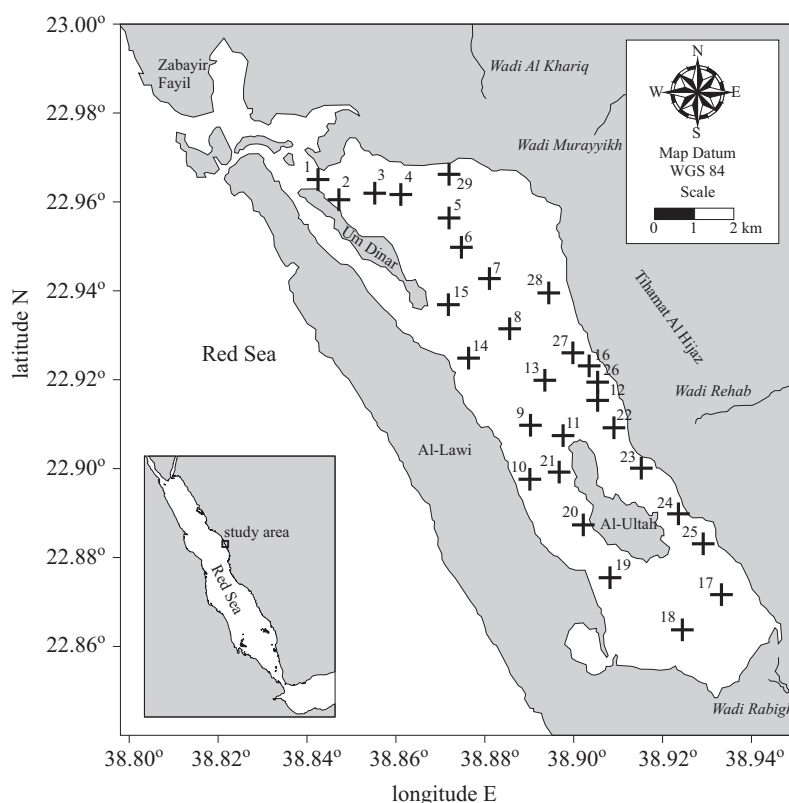 23.00º
22.98º
22.96º
22.94º
22.92º
22.90º
22.88º
22.86º
latitude N
38.80º 38.82º 38.84º 38.86º 38.88º 38.90º 38.92º 38.94º
longitude E
Zabayir
Fayil
Wadi Al Khariq
Wadi Murayyikh
N
W E
S
Map Datum
WGS 84
Scale
0 1 2 km
1
2
3
4
29
5
6
Um Dinar
7
28
15
8
14
27
16
26
13
12
9
11
22
10
21
23
20
24
25
19
17
18
Tihamat Al Hijaz
Wadi Rehab
Red Sea
Al-Lawi
Al-Ultah
Wadi Rabigh
study area
Red Sea